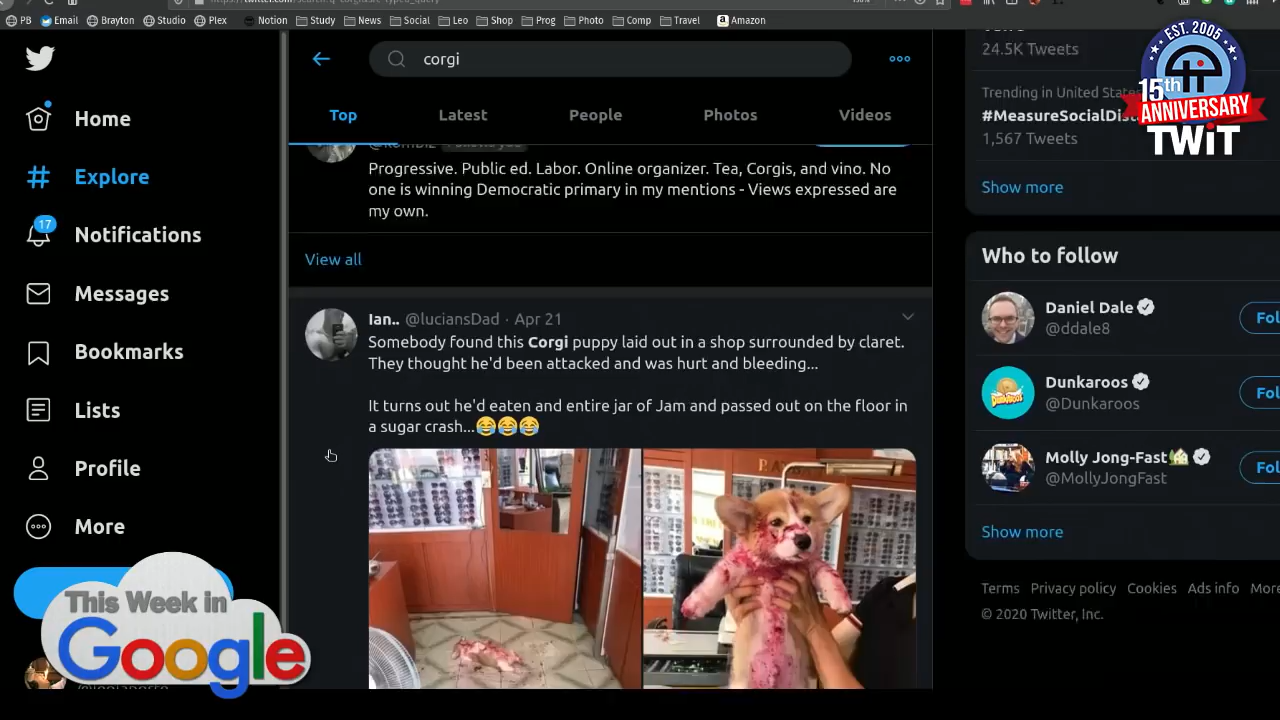 PB Email Brayton Studio Plex Notion Study News Social Leo Shop Prog Photo Comp Travel Amazon
corgi
Home
Explore
17
Notifications
Messages
Bookmarks
Lists
Profile
More
Top Latest People Photos Videos
Progressive. Public ed. Labor. Online organizer. Tea, Corgis, and vino. No
one is winning Democratic primary in my mentions - Views expressed are
my own.
View all
Ian.. @luciansDad · Apr 21
Somebody found this Corgi puppy laid out in a shop surrounded by claret.
They thought he'd been attacked and was hurt and bleeding...
It turns out he'd eaten and entire jar of Jam and passed out on the floor in
a sugar crash...😂😂😂
24.5K Tweets
Trending in United States
#MeasureSocialDis
1,567 Tweets
Show more
Who to follow
Daniel Dale
@ddale8
Fol
Dunkaroos
@Dunkaroos
Fol
Molly Jong-Fast🏡
@MollyJongFast
Fol
Show more
Terms Privacy policy Cookies Ads info More
© 2020 Twitter, Inc.
EST. 2005
15th
ANNIVERSARY
TWiT
This Week in
Google